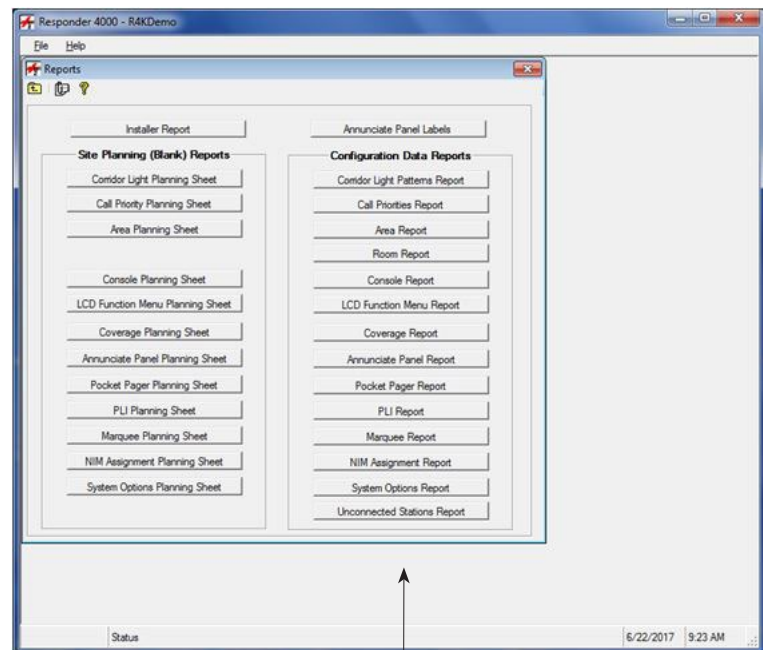 Responder 4000 - R4KDemo
File Help
Reports
Installer Report
Annunciate Panel Labels
Site Planning (Blank) Reports
Corridor Light Planning Sheet
Call Priority Planning Sheet
Area Planning Sheet
Console Planning Sheet
LCD Function Menu Planning Sheet
Coverage Planning Sheet
Annunciate Panel Planning Sheet
Pocket Pager Planning Sheet
PLI Planning Sheet
Marquee Planning Sheet
NIM Assignment Planning Sheet
System Options Planning Sheet
Configuration Data Reports
Corridor Light Patterns Report
Call Priorities Report
Area Report
Room Report
Console Report
LCD Function Menu Report
Coverage Report
Annunciate Panel Report
Pocket Pager Report
PLI Report
Marquee Report
NIM Assignment Report
System Options Report
Unconnected Stations Report
Status
6/22/2017 9:23 AM